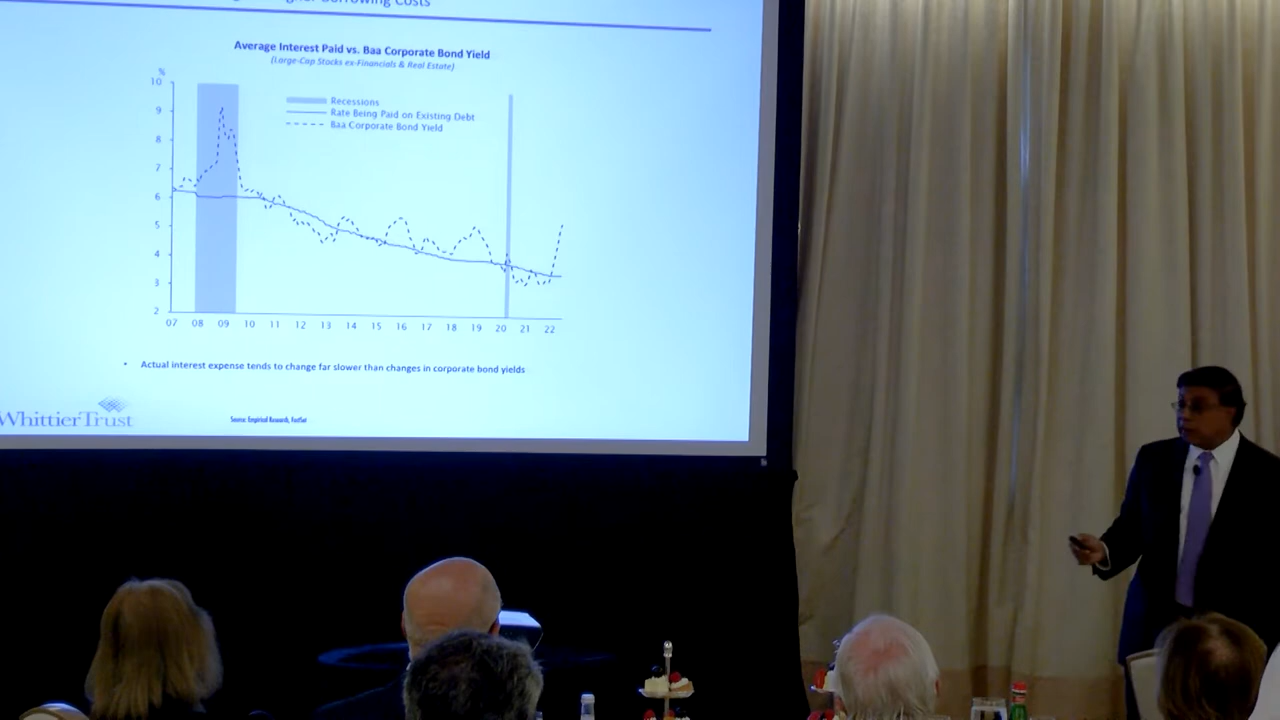 Borrowing Costs
Average Interest Paid vs. Baa Corporate Bond Yield
(Large-Cap Stocks ex-Financials & Real Estate)
%
10
9
8
7
6
5
4
3
2
Recessions
Rate Being Paid on Existing Debt
Baa Corporate Bond Yield
07 08 09 10 11 12 13 14 15 16 17 18 19 20 21 22
• Actual interest expense tends to change far slower than changes in corporate bond yields
WhittierTrust
Source: Empirical Research, FactSet